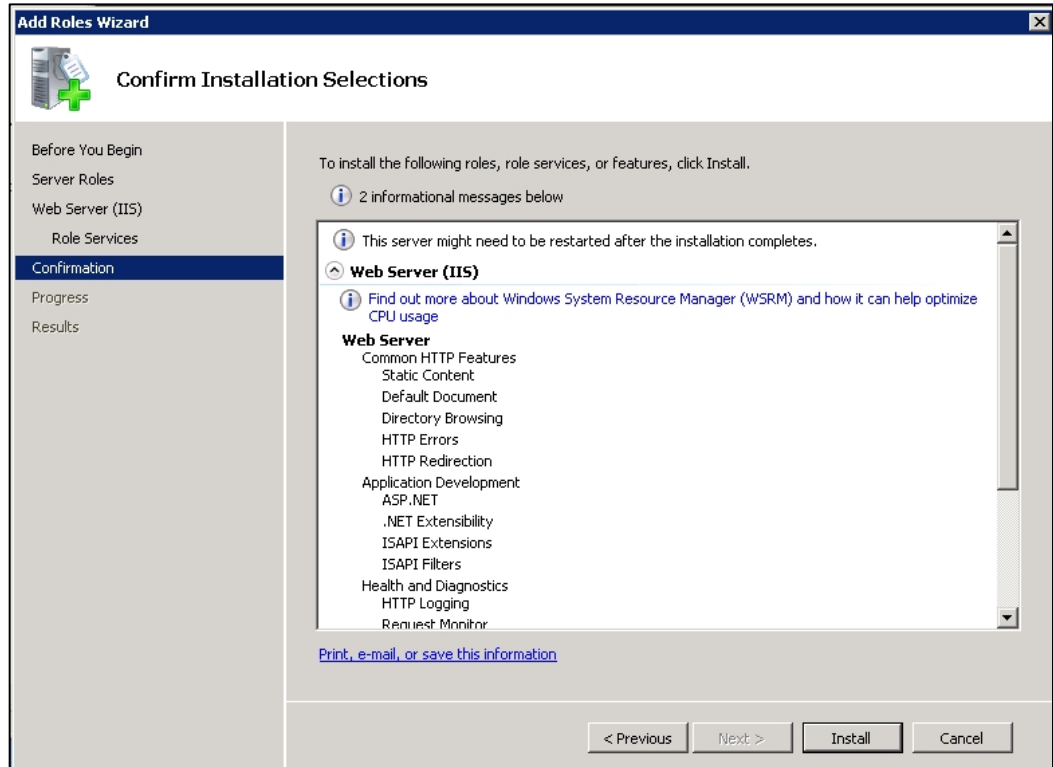 Add Roles Wizard
Confirm Installation Selections
Before You Begin
Server Roles
Web Server (IIS)
Role Services
Confirmation
Progress
Results
To install the following roles, role services, or features, click Install.
2 informational messages below
This server might need to be restarted after the installation completes.
Web Server (IIS)
Find out more about Windows System Resource Manager (WSRM) and how it can help optimize
CPU usage
Web Server
Common HTTP Features
Static Content
Default Document
Directory Browsing
HTTP Errors
HTTP Redirection
Application Development
ASP.NET
.NET Extensibility
ISAPI Extensions
ISAPI Filters
Health and Diagnostics
HTTP Logging
Request Monitor
Print, e-mail, or save this information
< Previous Next > Install Cancel